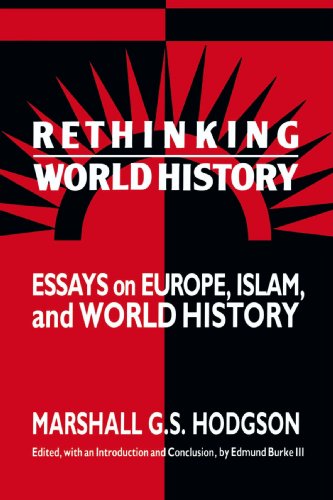 RETHINKING
WORLD HISTORY
ESSAYS on EUROPE, ISLAM,
and WORLD HISTORY
MARSHALL G.S. HODGSON
Edited, with an Introduction and Conclusion, by Edmund Burke III